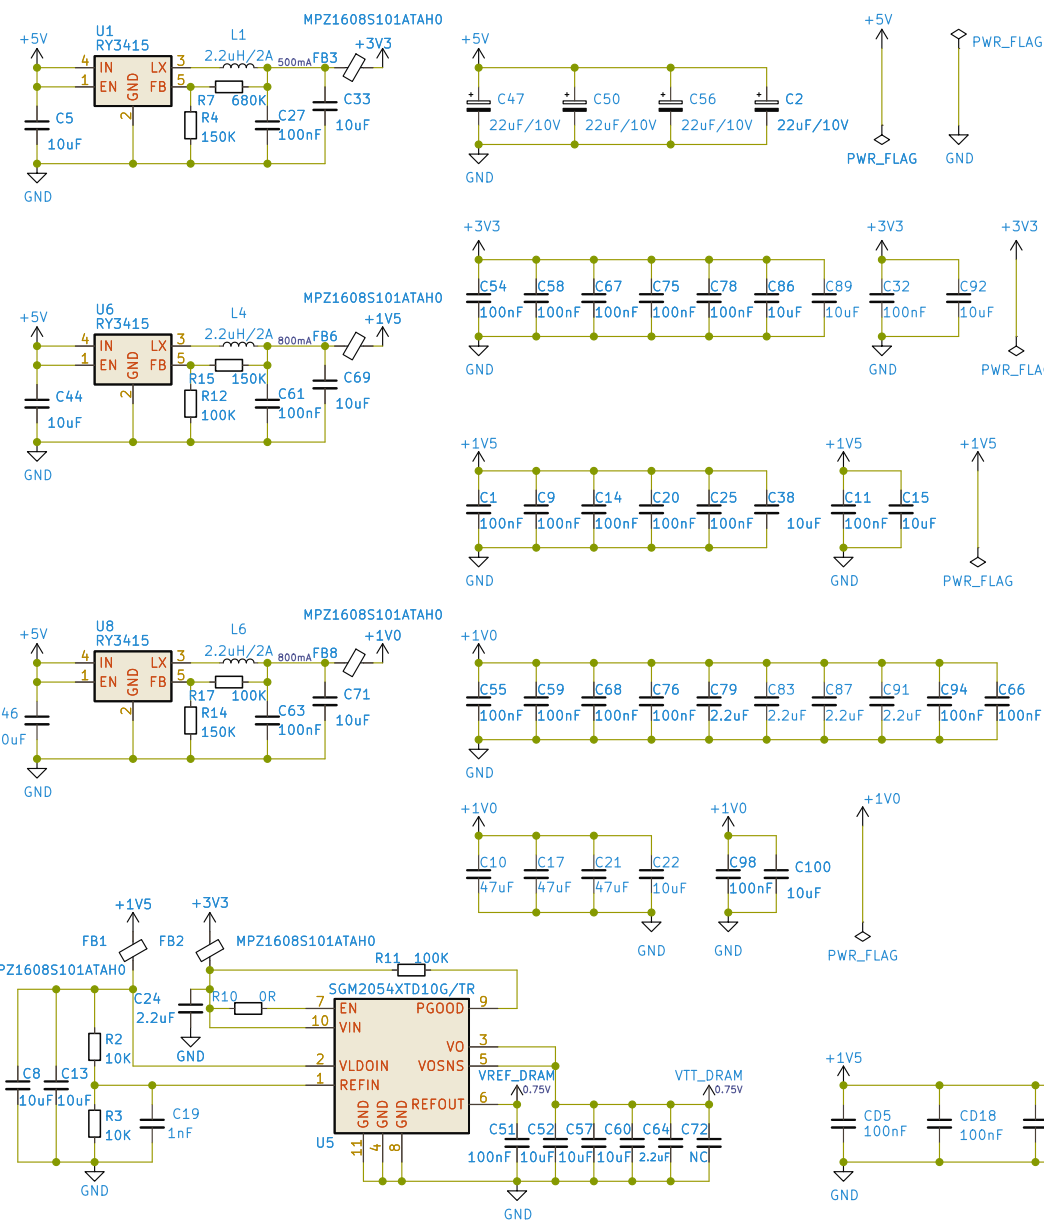 MPZ1608S101ATAH0
+5V
U1
RY3415
L1
2.2uH/2A
500mA
FB3
+3V3
4 IN LX 3
1 EN FB 5
GND
2
R7 680K
R4
150K
C5
10uF
C27
100nF
C33
10uF
GND
+5V
C47
22uF/10V
C50
22uF/10V
C56
22uF/10V
C2
22uF/10V
GND
+5V
PWR_FLAG
PWR_FLAG
GND
+3V3
C54
100nF
C58
100nF
C67
100nF
C75
100nF
C78
100nF
C86
10uF
C89
10uF
GND
+3V3
C32
100nF
C92
10uF
GND
+3V3
PWR_FLA
MPZ1608S101ATAH0
+5V
U6
RY3415
L4
2.2uH/2A
800mA
FB6
+1V5
4 IN LX 3
1 EN FB 5
GND
2
R15 150K
R12
100K
C44
10uF
C61
100nF
C69
10uF
GND
+1V5
C1
100nF
C9
100nF
C14
100nF
C20
100nF
C25
100nF
C38
10uF
GND
+1V5
C11
100nF
C15
10uF
GND
+1V5
PWR_FLAG
MPZ1608S101ATAH0
+5V
U8
RY3415
L6
2.2uH/2A
800mA
FB8
+1V0
4 IN LX 3
1 EN FB 5
GND
2
R17 100K
R14
150K
46
0uF
C63
100nF
C71
10uF
GND
+1V0
C55
100nF
C59
100nF
C68
100nF
C76
100nF
C79
2.2uF
C83
2.2uF
C87
2.2uF
C91
2.2uF
C94
100nF
C66
100nF
GND
+1V0
C10
47uF
C17
47uF
C21
47uF
C22
10uF
GND
+1V0
C98
100nF
C100
10uF
GND
+1V0
PWR_FLAG
+1V5
FB1
PZ1608S101ATAH0
+3V3
FB2
MPZ1608S101ATAH0
R11 100K
C24
2.2uF
GND
R10 0R
SGM2054XTD10G/TR
7 EN PGOOD 9
10 VIN
VO 3
2 VLDOIN VOSNS 5
1 REFIN
REFOUT 6
GND GND GND
11 4 8
U5
R2
10K
C8
10uF
C13
10uF
R3
10K
C19
1nF
GND
VREF_DRAM
0.75V
VTT_DRAM
0.75V
C51
100nF
C52
10uF
C57
10uF
C60
10uF
C64
2.2uF
C72
NC
GND
+1V5
CD5
100nF
CD18
100nF
GND